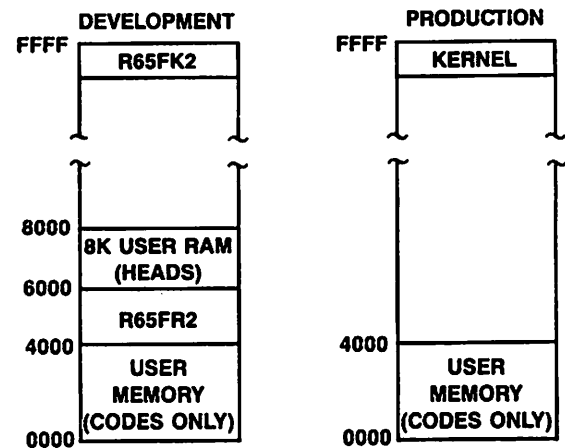 DEVELOPMENT
FFFF
R65FK2
8000
8K USER RAM
(HEADS)
6000
R65FR2
4000
USER
MEMORY
(CODES ONLY)
0000
PRODUCTION
FFFF
KERNEL
4000
USER
MEMORY
(CODES ONLY)
0000